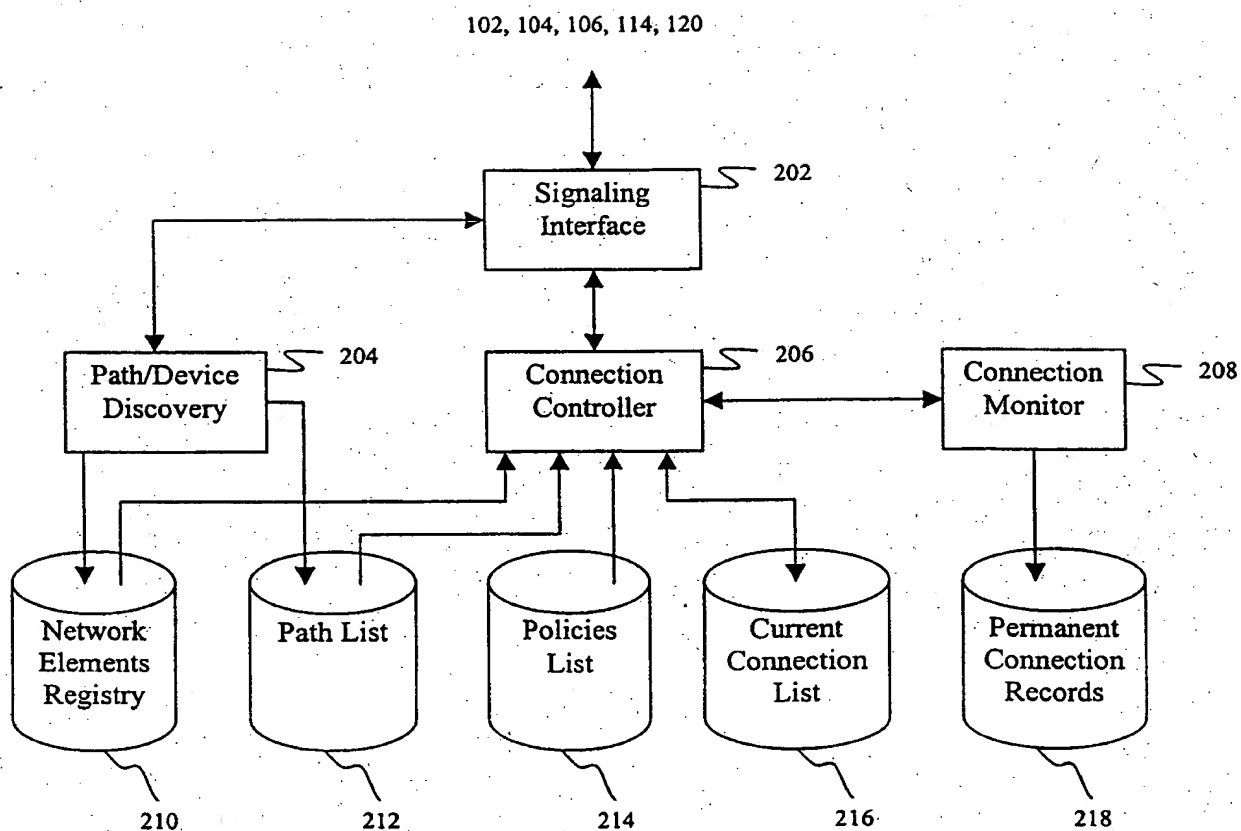 102, 104, 106, 114, 120
Signaling
Interface
202
Path/Device
Discovery
204
Connection
Controller
206
Connection
Monitor
208
Network
Elements
Registry
Path List
Policies
List
Current
Connection
List
Permanent
Connection
Records
210
212
214
216
218